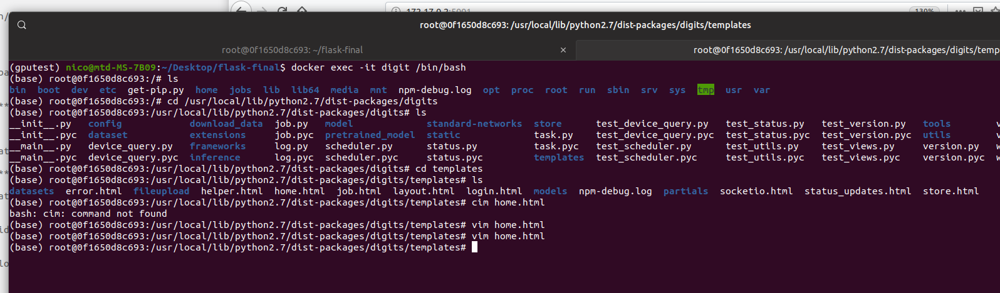 172.17.0.2:5001
130%
root@0f1650d8c693: /usr/local/lib/python2.7/dist-packages/digits/templates
root@0f1650d8c693: ~/flask-final × root@0f1650d8c693: /usr/local/lib/python2.7/dist-packages/digits/temp
(gputest) nico@mtd-MS-7B09:~/Desktop/flask-final$ docker exec -it digit /bin/bash
(base) root@0f1650d8c693:/# ls
bin boot dev etc get-pip.py home jobs lib lib64 media mnt npm-debug.log opt proc root run sbin srv sys tmp usr var
(base) root@0f1650d8c693:/# cd /usr/local/lib/python2.7/dist-packages/digits
(base) root@0f1650d8c693:/usr/local/lib/python2.7/dist-packages/digits# ls
__init__.py config download_data job.py model standard-networks store test_device_query.py test_status.py test_version.py tools v
__init__.pyc dataset extensions job.pyc pretrained_model static task.py test_device_query.pyc test_status.pyc test_version.pyc utils v
__main__.py device_query.py frameworks log.py scheduler.py status.py task.pyc test_scheduler.py test_utils.py test_views.py version.py w
__main__.pyc device_query.pyc inference log.pyc scheduler.pyc status.pyc templates test_scheduler.pyc test_utils.pyc test_views.pyc version.pyc w
(base) root@0f1650d8c693:/usr/local/lib/python2.7/dist-packages/digits# cd templates
(base) root@0f1650d8c693:/usr/local/lib/python2.7/dist-packages/digits/templates# ls
datasets error.html fileupload helper.html home.html job.html layout.html login.html models npm-debug.log partials socketio.html status_updates.html store.html
(base) root@0f1650d8c693:/usr/local/lib/python2.7/dist-packages/digits/templates# cim home.html
bash: cim: command not found
(base) root@0f1650d8c693:/usr/local/lib/python2.7/dist-packages/digits/templates# vim home.html
(base) root@0f1650d8c693:/usr/local/lib/python2.7/dist-packages/digits/templates# vim home.html
(base) root@0f1650d8c693:/usr/local/lib/python2.7/dist-packages/digits/templates#